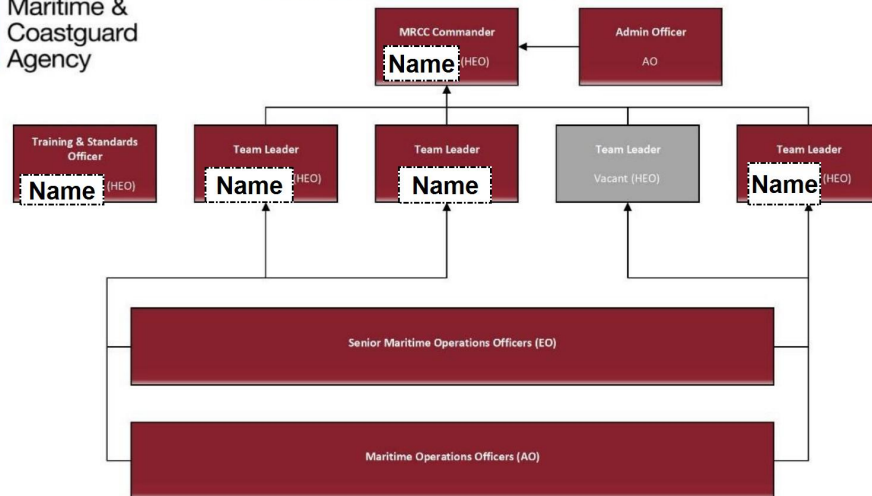 Maritime &
Coastguard
Agency
MRCC Commander
Name (HEO)
Admin Officer
AO
Training & Standards
Officer
Name (HEO)
Team Leader
Name (HEO)
Team Leader
Name
Team Leader
Vacant (HEO)
Team Leader
Name (HEO)
Senior Maritime Operations Officers (EO)
Maritime Operations Officers (AO)